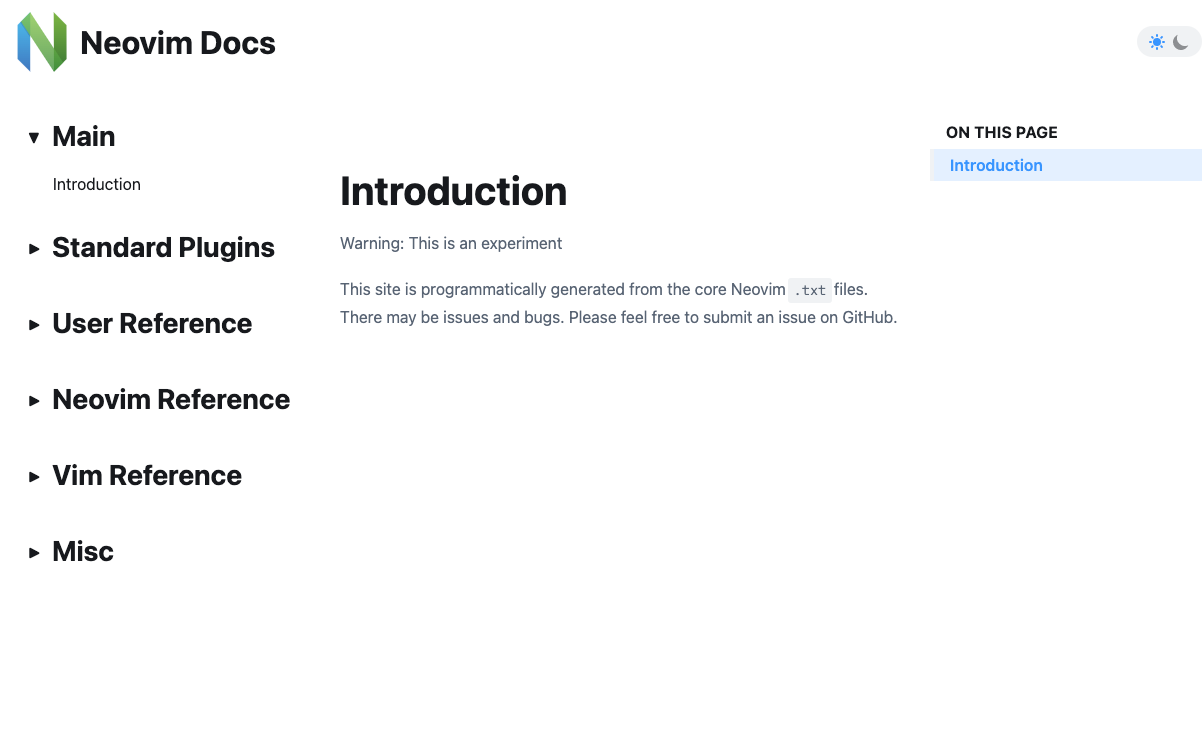 Neovim Docs
Main
Introduction
Standard Plugins
User Reference
Neovim Reference
Vim Reference
Misc
Introduction
Warning: This is an experiment
This site is programmatically generated from the core Neovim .txt files.
There may be issues and bugs. Please feel free to submit an issue on GitHub.
ON THIS PAGE
Introduction